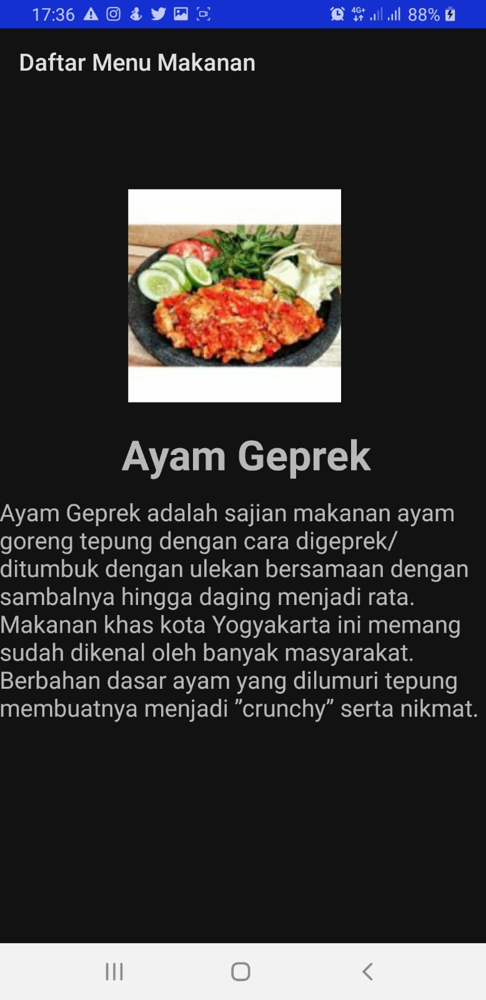 17:36 4G+ 88%
Daftar Menu Makanan
Ayam Geprek
Ayam Geprek adalah sajian makanan ayam
goreng tepung dengan cara digeprek/
ditumbuk dengan ulekan bersamaan dengan
sambalnya hingga daging menjadi rata.
Makanan khas kota Yogyakarta ini memang
sudah dikenal oleh banyak masyarakat.
Berbahan dasar ayam yang dilumuri tepung
membuatnya menjadi ”crunchy” serta nikmat.